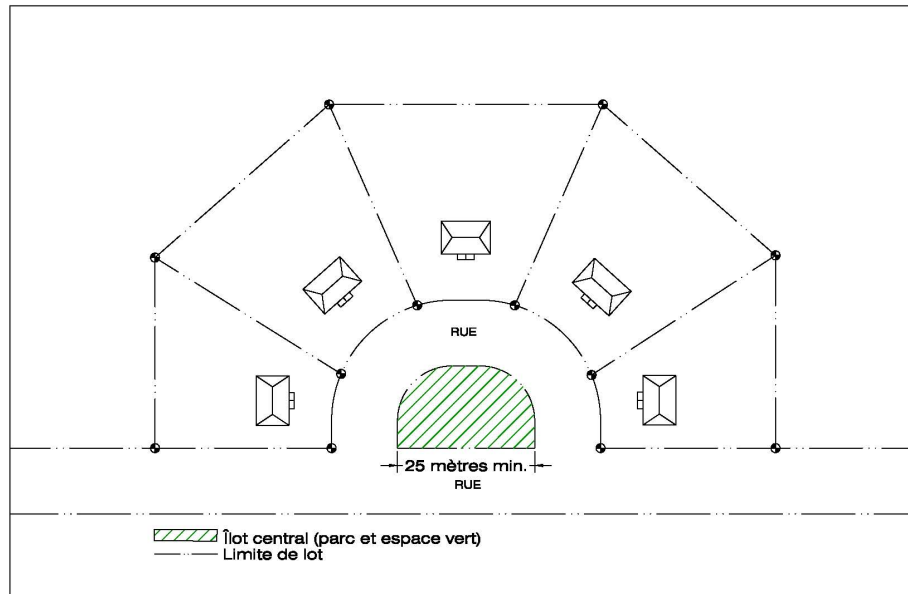 RUE
25 mètres min.
RUE
Îlot central (parc et espace vert)
Limite de lot